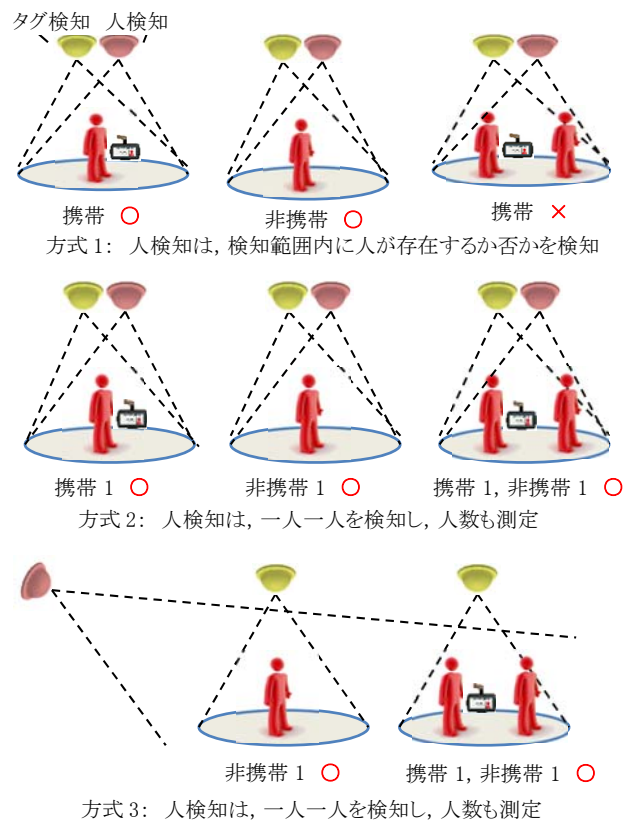 タグ検知 人検知
携帯 ○ 非携帯 ○ 携帯 ×
方式 1： 人検知は, 検知範囲内に人が存在するか否かを検知
携帯 1 ○ 非携帯 1 ○ 携帯 1, 非携帯 1 ○
方式 2： 人検知は, 一人一人を検知し, 人数も測定
非携帯 1 ○ 携帯 1, 非携帯 1 ○
方式 3： 人検知は, 一人一人を検知し, 人数も測定